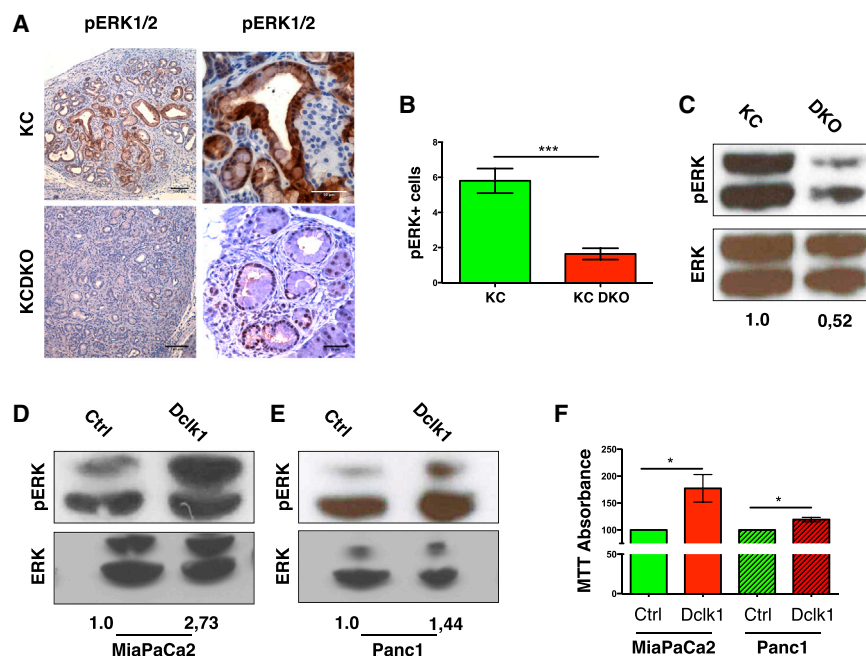 A
pERK1/2 pERK1/2
KC
KCDKO
B
pERK+ cells
8
6
4
2
0
***
KC KC DKO
C
KC DKO
pERK
ERK
1.0 0,52
D
Ctrl Dclk1
pERK
ERK
1.0 2,73
MiaPaCa2
E
Ctrl Dclk1
pERK
ERK
1.0 1,44
Panc1
F
MTT Absorbance
250
200
150
100
50
0
* *
Ctrl Dclk1 Ctrl Dclk1
MiaPaCa2 Panc1